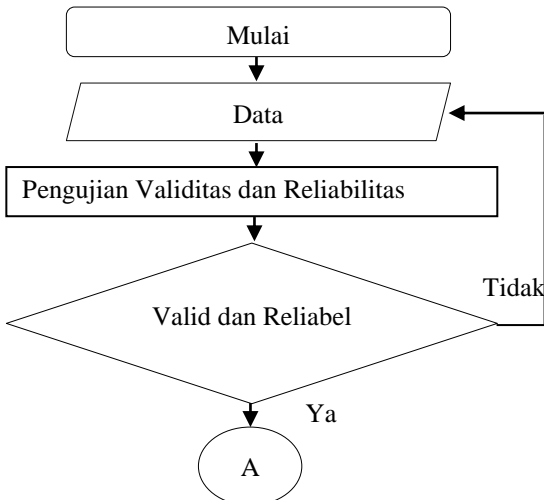 Mulai
Data
Pengujian Validitas dan Reliabilitas
Tidak
Valid dan Reliabel
Ya
A